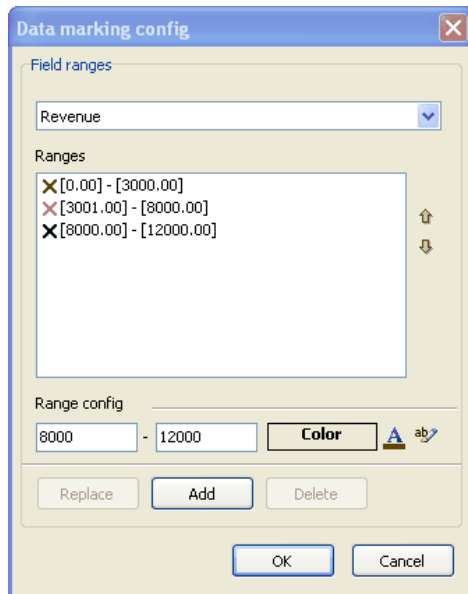 Data marking config
Field ranges
Revenue
Ranges
[0.00] - [3000.00]
[3001.00] - [8000.00]
[8000.00] - [12000.00]
Range config
8000 - 12000 Color A ab
Replace Add Delete
OK Cancel